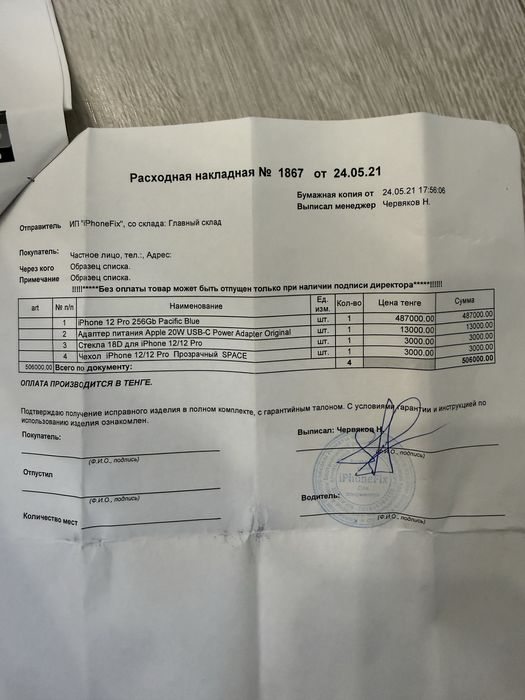 Расходная накладная № 1867 от 24.05.21
Бумажная копия от 24.05.21 17:56:06
Выписал менеджер Червяков Н.
Отправитель ИП "iPhoneFix", со склада: Главный склад
Покупатель: Частное лицо, тел.:, Адрес:
Через кого Образец списка.
Примечание Образец списка.
!!!!!*****Без оплаты товар может быть отпущен только при наличии подписи директора*****!!!!!!
art № п/п Наименование Ед. изм. Кол-во Цена тенге Сумма
1 iPhone 12 Pro 256Gb Pacific Blue шт. 1 487000.00 487000.00
2 Адаптер питания Apple 20W USB-C Power Adapter Original шт. 1 13000.00 13000.00
3 Стекла 18D для iPhone 12/12 Pro шт. 1 3000.00 3000.00
4 Чехол iPhone 12/12 Pro Прозрачный SPACE шт. 1 3000.00 3000.00
506000.00 Всего по документу: 4 506000.00
ОПЛАТА ПРОИЗВОДИТСЯ В ТЕНГЕ.
Подтверждаю получение исправного изделия в полном комплекте, с гарантийным талоном. С условиями гарантии и инструкцией по
использованию изделия ознакомлен.
Покупатель: Выписал: Червяков Н.
(Ф.И.О., подпись) (Ф.И.О., подпись)
Отпустил
iPhoneFix
Для
документов
Водитель:
(Ф.И.О., подпись) (Ф.И.О., подпись)
Количество мест